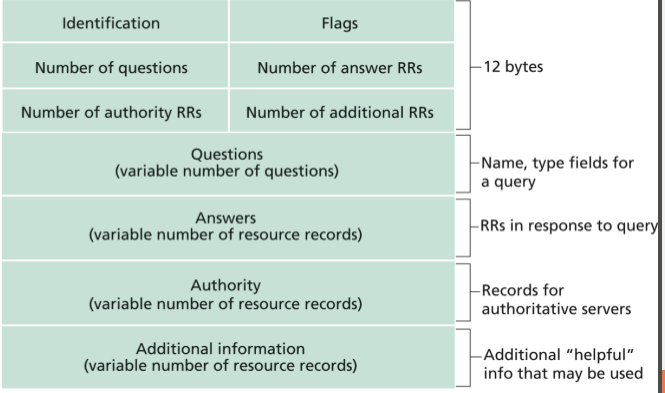 Identification
Flags
Number of questions
Number of answer RRs
12 bytes
Number of authority RRs
Number of additional RRs
Questions
(variable number of questions)
Name, type fields for
a query
Answers
(variable number of resource records)
RRs in response to query
Authority
(variable number of resource records)
Records for
authoritative servers
Additional information
(variable number of resource records)
Additional “helpful”
info that may be used